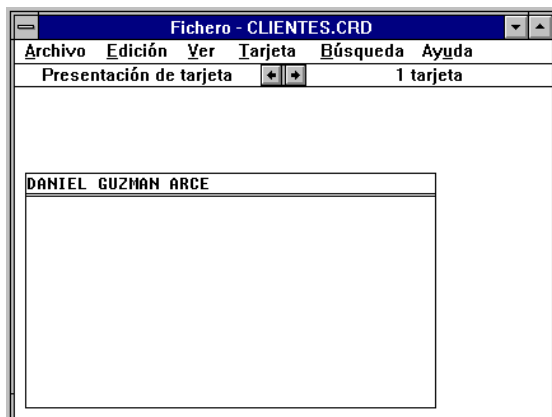 Fichero - CLIENTES.CRD
Archivo Edición Ver Tarjeta Búsqueda Ayuda
Presentación de tarjeta 1 tarjeta
DANIEL GUZMAN ARCE